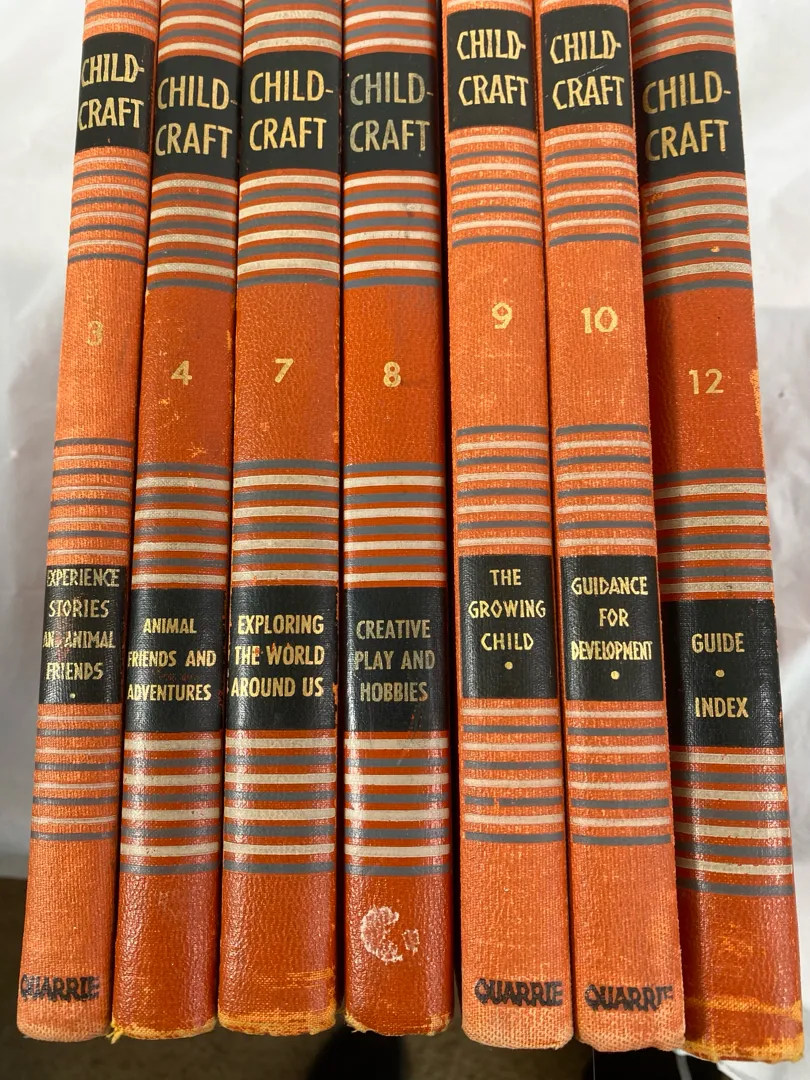 CHILD-
CRAFT
3
EXPERIENCE
STORIES
AND ANIMAL
FRIENDS
QUARRIE
CHILD-
CRAFT
4
ANIMAL
FRIENDS AND
ADVENTURES
CHILD-
CRAFT
7
EXPLORING
THE WORLD
AROUND US
CHILD-
CRAFT
8
CREATIVE
PLAY AND
HOBBIES
CHILD-
CRAFT
9
THE
GROWING
CHILD
QUARRIE
CHILD-
CRAFT
10
GUIDANCE
FOR
DEVELOPMENT
QUARRIE
CHILD-
CRAFT
12
GUIDE
INDEX